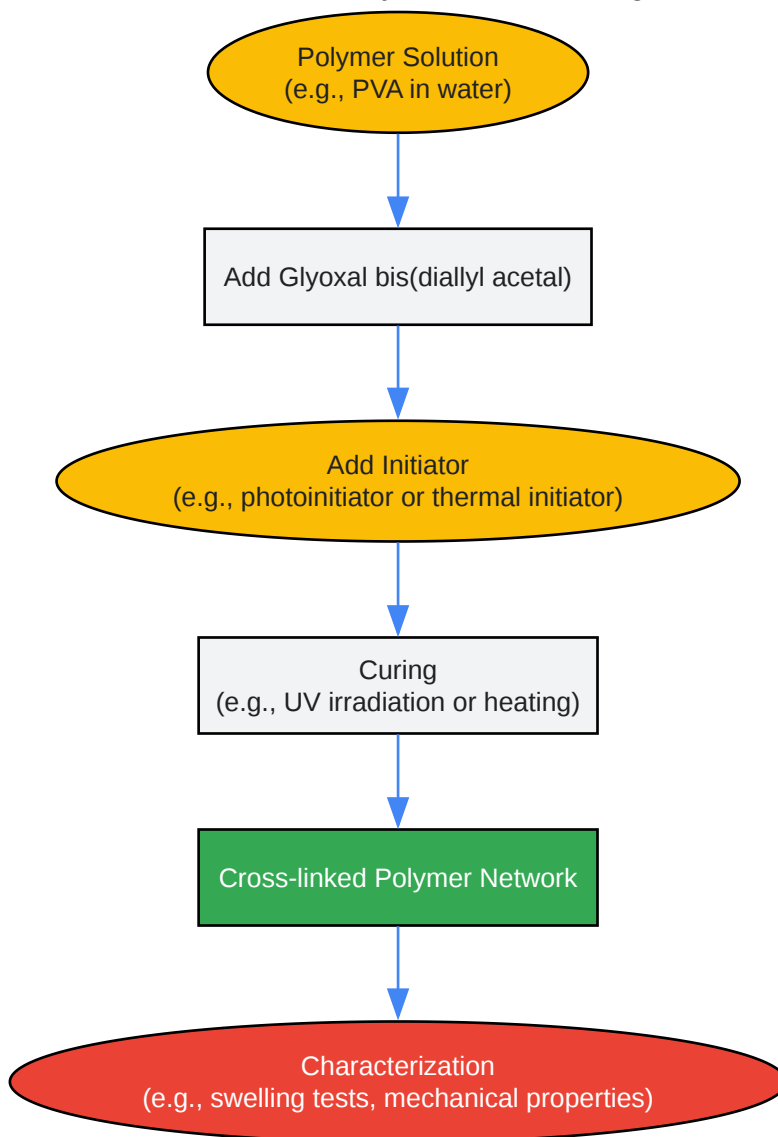 Polymer Solution
(e.g., PVA in water)
Add Glyoxal bis(diallyl acetal)
Add Initiator
(e.g., photoinitiator or thermal initiator)
Curing
(e.g., UV irradiation or heating)
Cross-linked Polymer Network
Characterization
(e.g., swelling tests, mechanical properties)